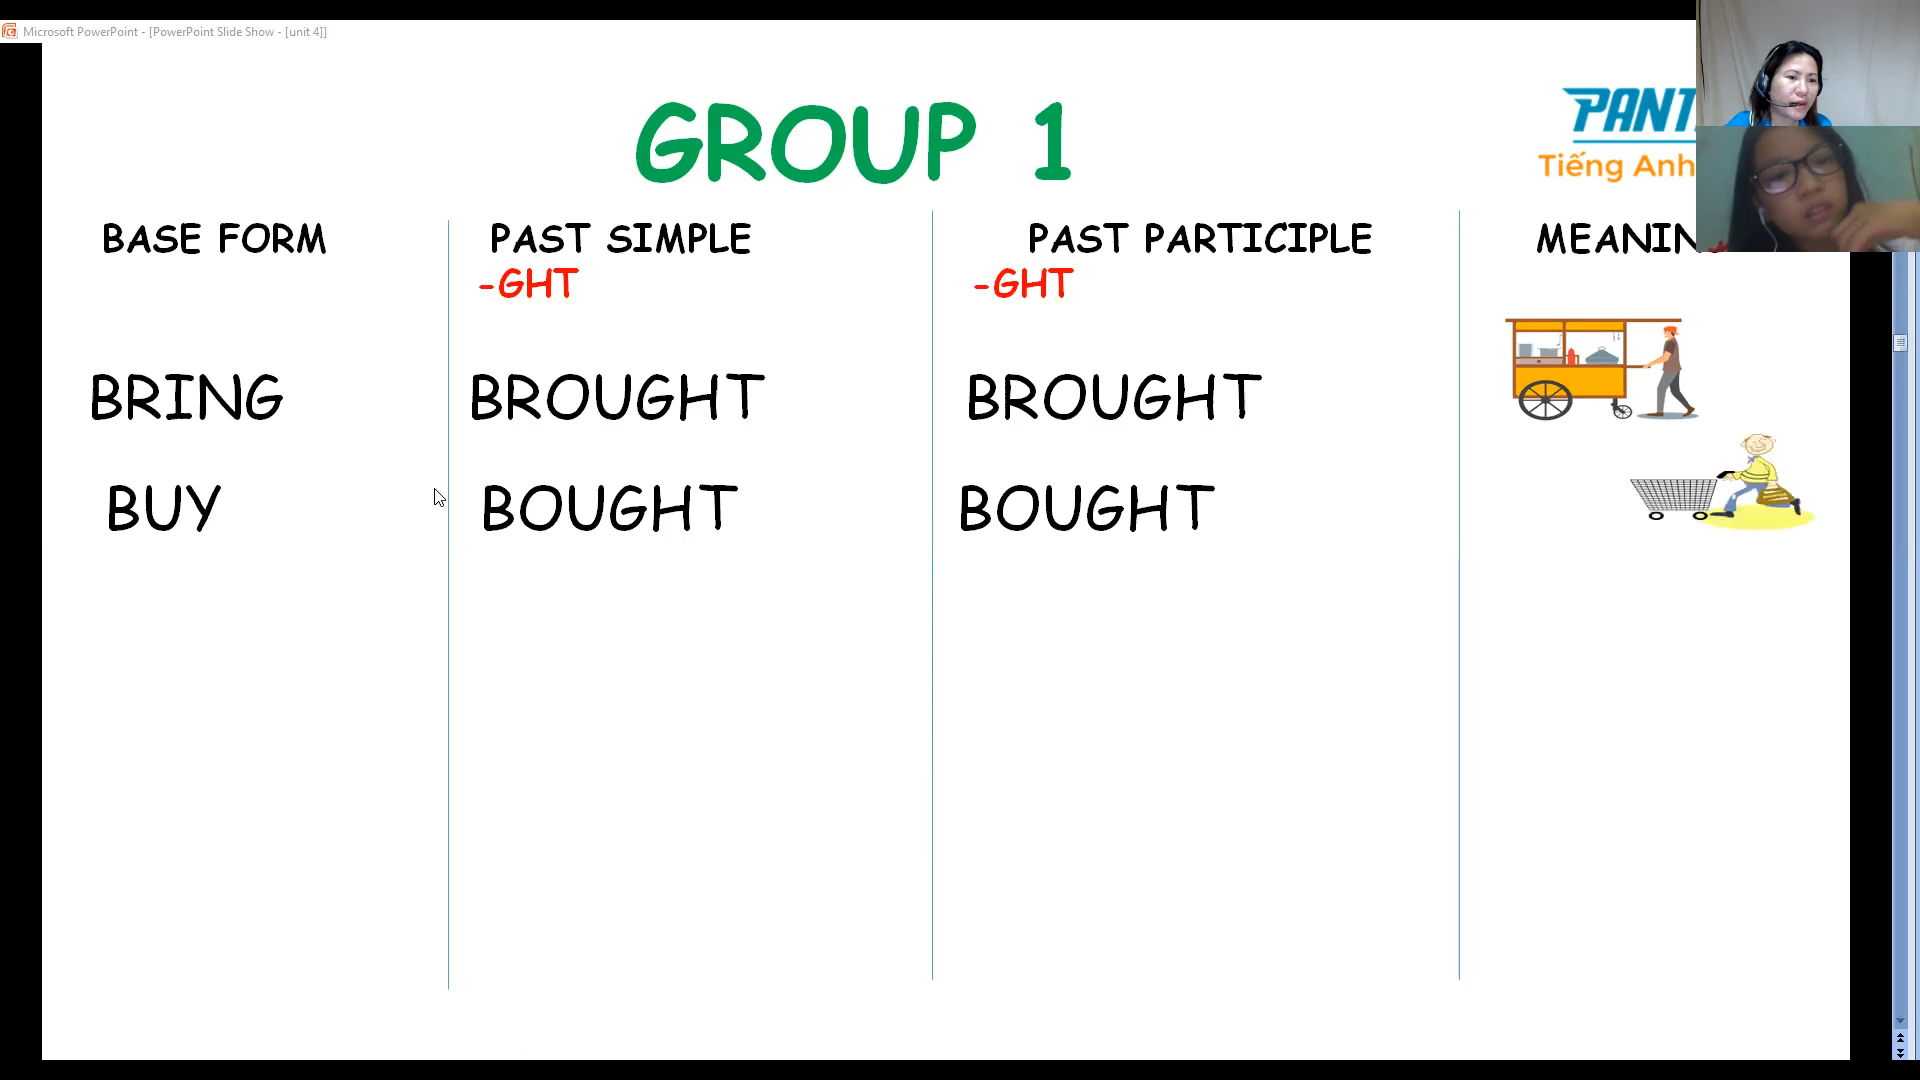 Microsoft PowerPoint - [PowerPoint Slide Show - [unit 4]]
GROUP 1
Tiếng Anh
BASE FORM
PAST SIMPLE
PAST PARTICIPLE
-GHT
-GHT
BRING
BROUGHT
BROUGHT
BUY
BOUGHT
BOUGHT